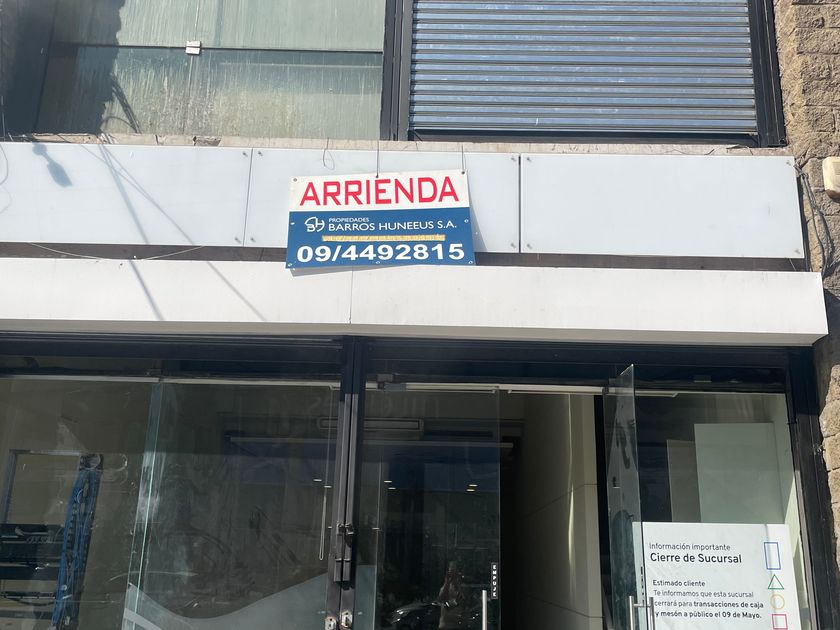 ARRIENDA
PROPIEDADES
BARROS HUNEEUS S.A.
09/4492815
EMPUJE
Información importante
Cierre de Sucursal
Estimado cliente
Te informamos que esta sucursal
cerrará para transacciones de caja
y mesón a público el 09 de Mayo.